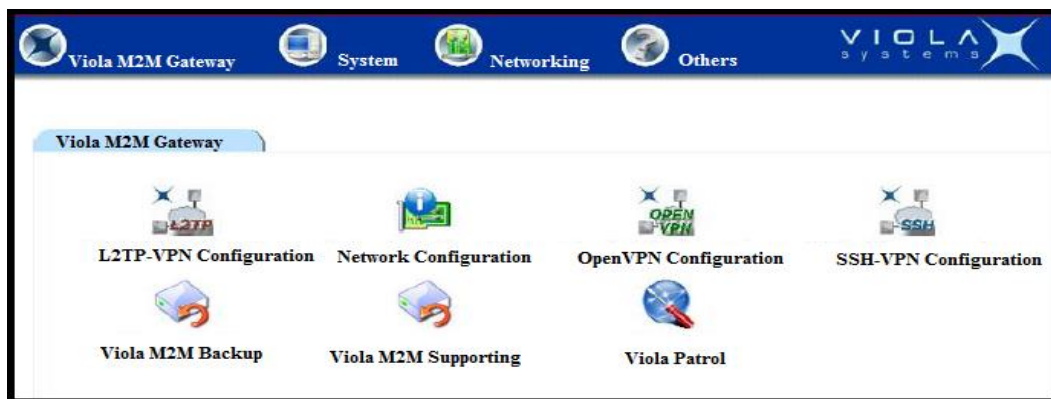 Viola M2M Gateway System Networking Others VIOLA systems
Viola M2M Gateway
L2TP OPEN VPN SSH
L2TP-VPN Configuration Network Configuration OpenVPN Configuration SSH-VPN Configuration
Viola M2M Backup Viola M2M Supporting Viola Patrol